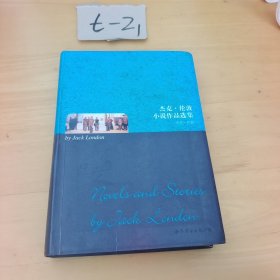 t-21
杰克·伦敦
小说作品选集
by Jack London
Novels and Stories
by Jack London